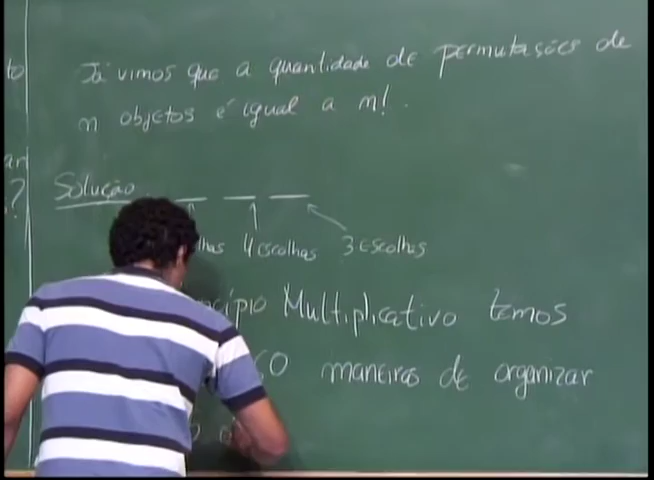 Já vimos que a quantidade de permutações de
n objetos é igual a n!.
Solução
4 escolhas 3 escolhas
Multiplicativo temos
60 maneiras de organizar